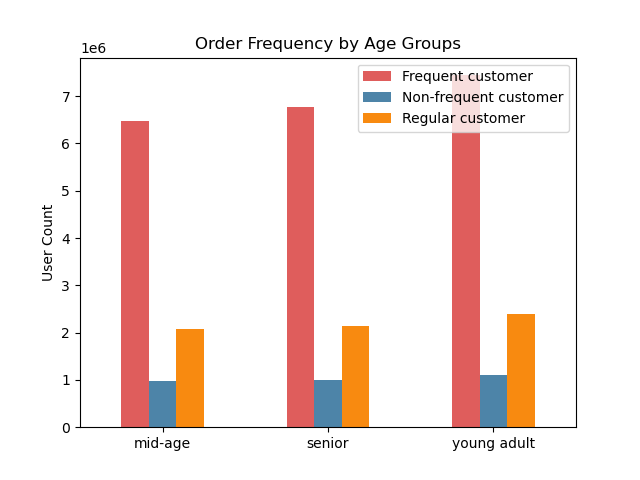 Order Frequency by Age Groups
1e6
Frequent customer
Non-frequent customer
Regular customer
7
6
5
4
3
2
1
0
User Count
mid-age
senior
young adult